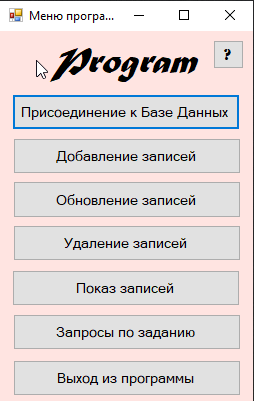 Меню програ...
Program
?
Присоединение к Базе Данных
Добавление записей
Обновление записей
Удаление записей
Показ записей
Запросы по заданию
Выход из программы